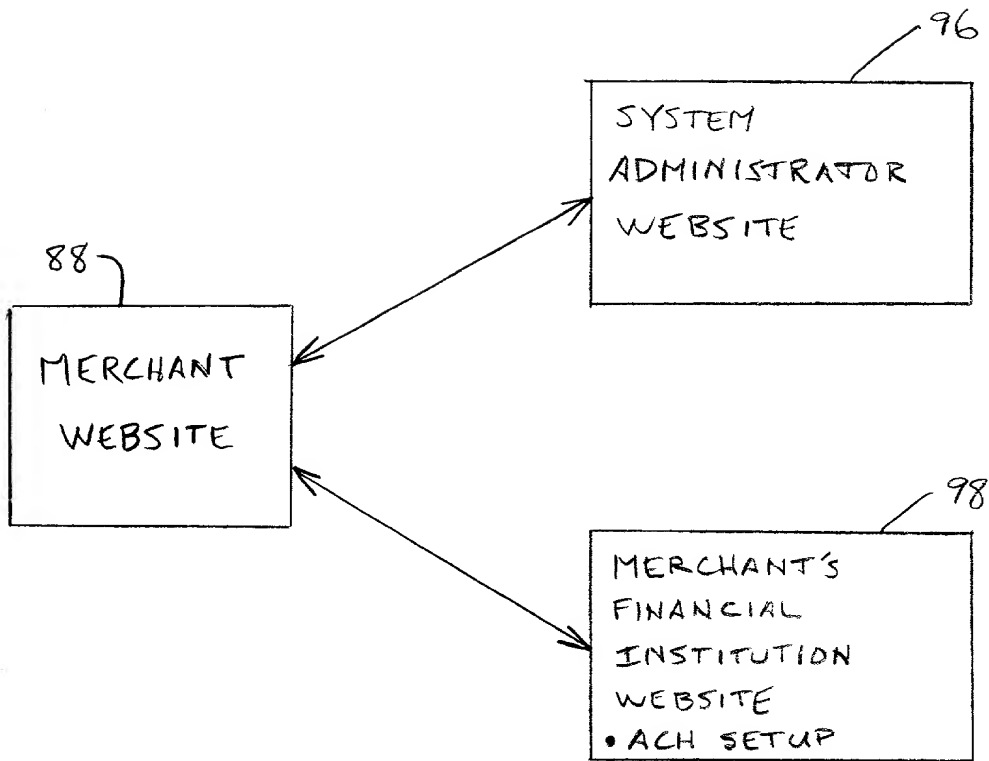 96
SYSTEM
ADMINISTRATOR
WEBSITE
88
MERCHANT
WEBSITE
98
MERCHANT'S
FINANCIAL
INSTITUTION
WEBSITE
• ACH SETUP